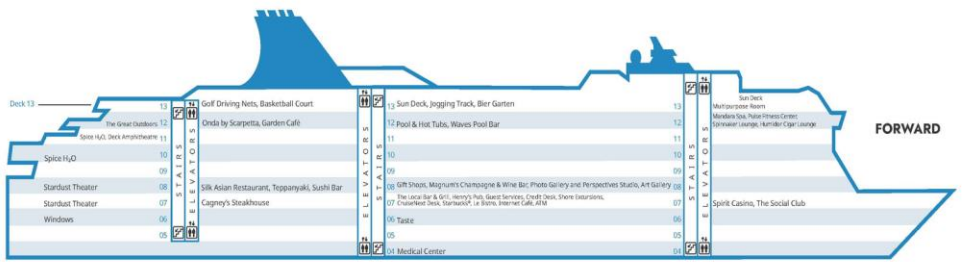 Deck 13
13
Golf Driving Nets, Basketball Court
13 Sun Deck, Jogging Track, Bier Garten
13
Sun Deck
Multipurpose Room
The Great Outdoors 12
Onda by Scarpetta, Garden Café
12 Pool & Hot Tubs, Waves Pool Bar
12
Mandara Spa, Pulse Fitness Center,
Spinnaker Lounge, Humidor Cigar Lounge
FORWARD
Spice H₂O, Deck Amphitheatre 11
11
11
Spice H₂O
10
10
10
09
09
09
Stardust Theater
08
Silk Asian Restaurant, Teppanyaki, Sushi Bar
08 Gift Shops, Magnum's Champagne & Wine Bar, Photo Gallery and Perspectives Studio, Art Gallery 08
Stardust Theater
07
Cagney's Steakhouse
07
The Local Bar & Grill, Henry's Pub, Guest Services, Credit Desk, Shore Excursions,
CruiseNext Desk, Starbucks®, Le Bistro, Internet Café, ATM
07
Spirit Casino, The Social Club
Windows
06
06 Taste
06
05
05
05
04 Medical Center
04
STAIRS
ELEVATORS
ELEVATORS
STAIRS
STAIRS
ELEVATORS